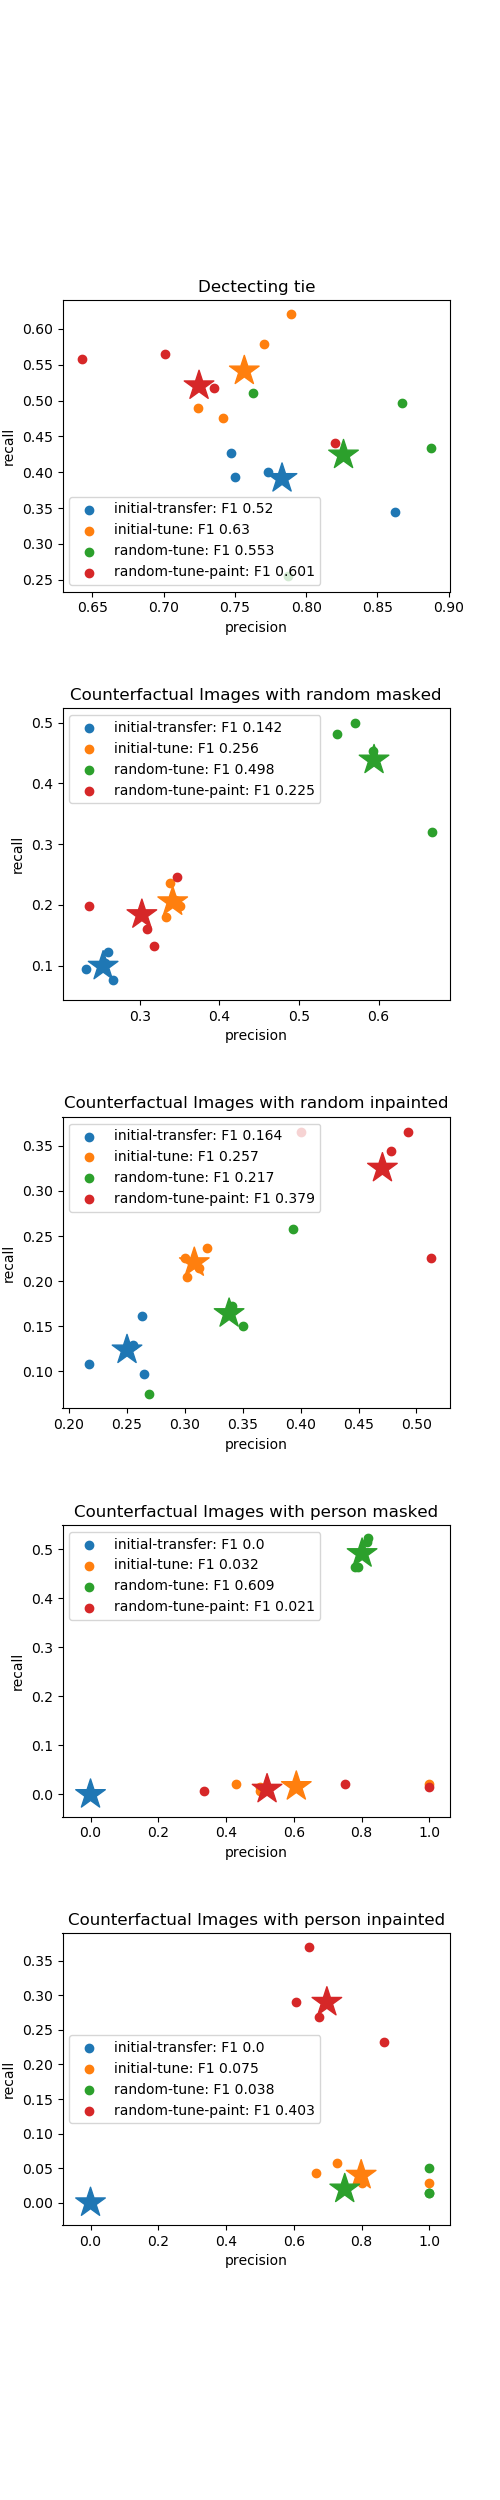 Dectecting tie
0.60
0.55
0.50
0.45
0.40
0.35
0.30
0.25
recall
initial-transfer: F1 0.52
initial-tune: F1 0.63
random-tune: F1 0.553
random-tune-paint: F1 0.601
0.65 0.70 0.75 0.80 0.85 0.90
precision
Counterfactual Images with random masked
0.5
0.4
0.3
0.2
0.1
recall
initial-transfer: F1 0.142
initial-tune: F1 0.256
random-tune: F1 0.498
random-tune-paint: F1 0.225
0.3 0.4 0.5 0.6
precision
Counterfactual Images with random inpainted
0.35
0.30
0.25
0.20
0.15
0.10
recall
initial-transfer: F1 0.164
initial-tune: F1 0.257
random-tune: F1 0.217
random-tune-paint: F1 0.379
0.20 0.25 0.30 0.35 0.40 0.45 0.50
precision
Counterfactual Images with person masked
0.5
0.4
0.3
0.2
0.1
0.0
recall
initial-transfer: F1 0.0
initial-tune: F1 0.032
random-tune: F1 0.609
random-tune-paint: F1 0.021
0.0 0.2 0.4 0.6 0.8 1.0
precision
Counterfactual Images with person inpainted
0.35
0.30
0.25
0.20
0.15
0.10
0.05
0.00
recall
initial-transfer: F1 0.0
initial-tune: F1 0.075
random-tune: F1 0.038
random-tune-paint: F1 0.403
0.0 0.2 0.4 0.6 0.8 1.0
precision